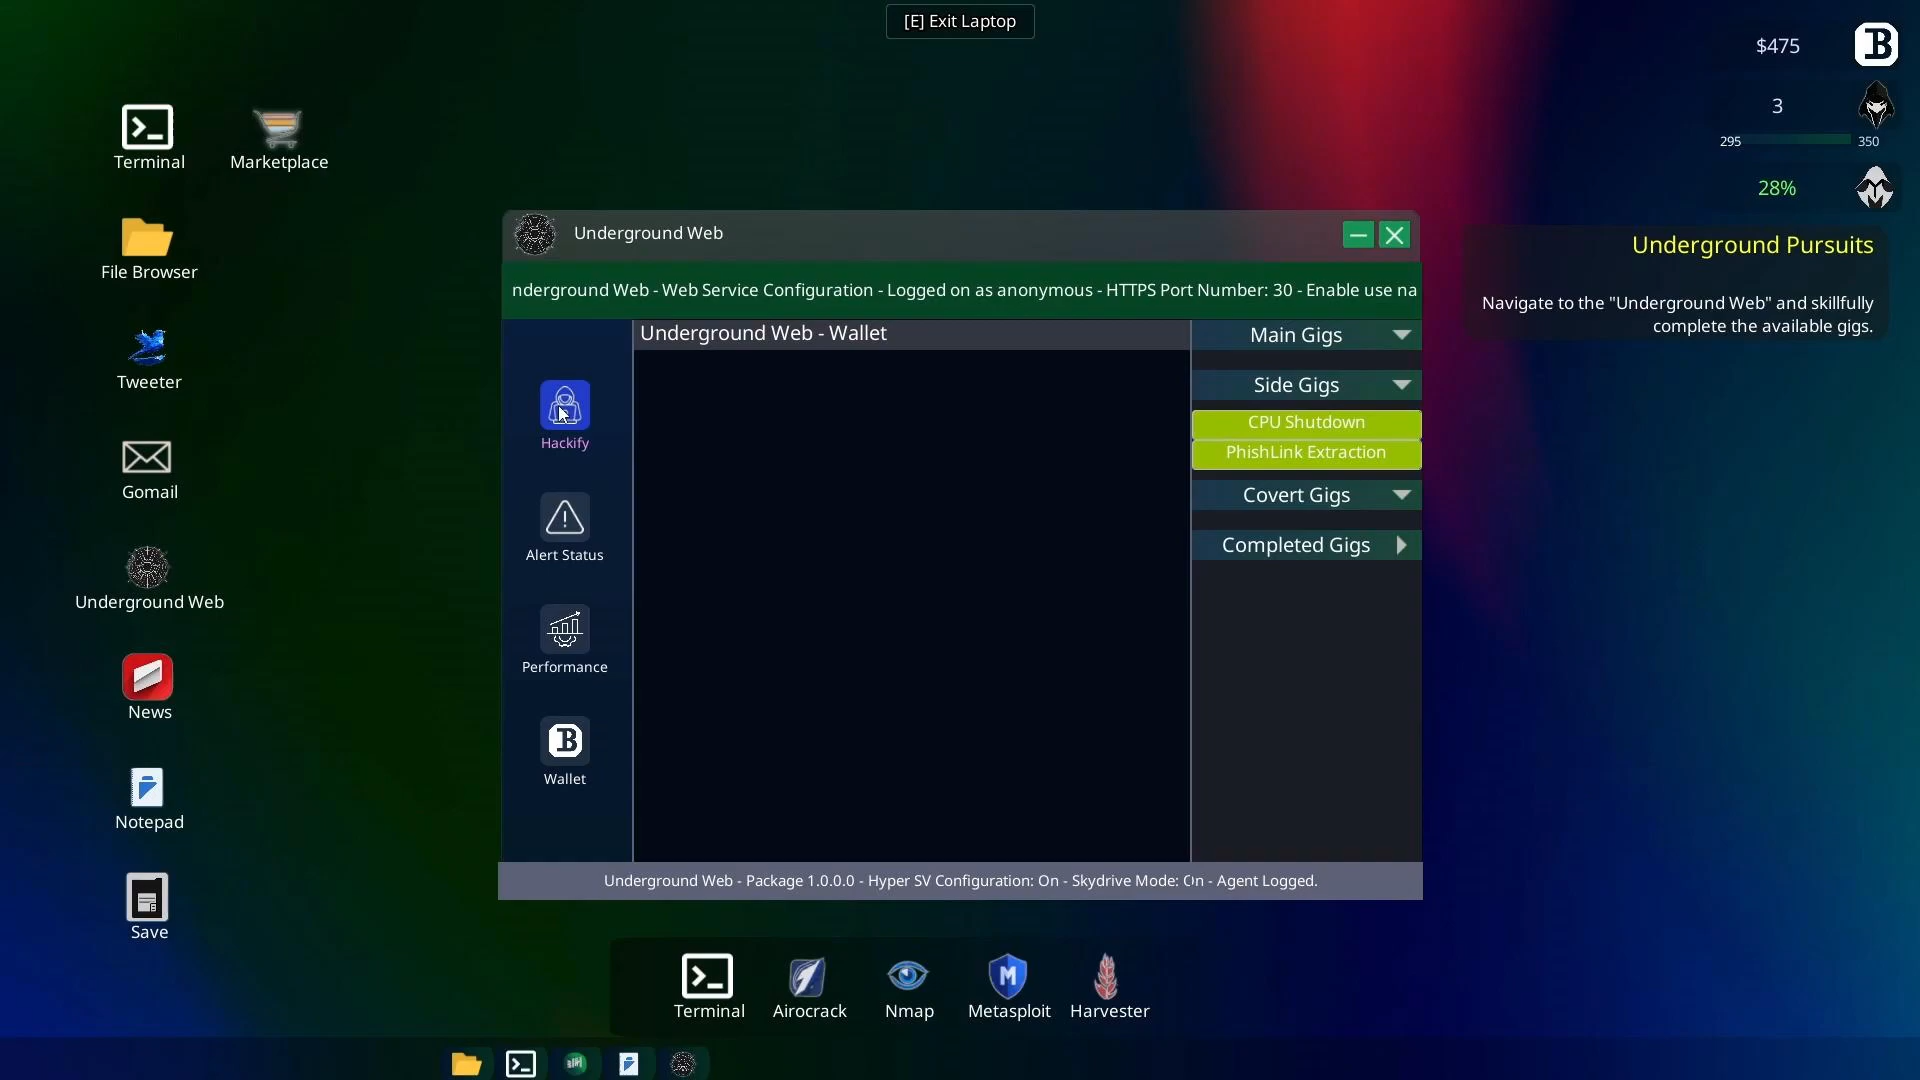 [E] Exit Laptop
$475
3
295
350
28%
Underground Pursuits
Navigate to the "Underground Web" and skillfully
complete the available gigs.
Terminal
Marketplace
File Browser
Tweeter
Gomail
Underground Web
News
Notepad
Save
Underground Web
nderground Web - Web Service Configuration - Logged on as anonymous - HTTPS Port Number: 30 - Enable use na
Underground Web - Wallet
Hackify
Alert Status
Performance
Wallet
Main Gigs
Side Gigs
CPU Shutdown
PhishLink Extraction
Covert Gigs
Completed Gigs
Underground Web - Package 1.0.0.0 - Hyper SV Configuration: On - Skydrive Mode: On - Agent Logged.
Terminal
Airocrack
Nmap
Metasploit
Harvester